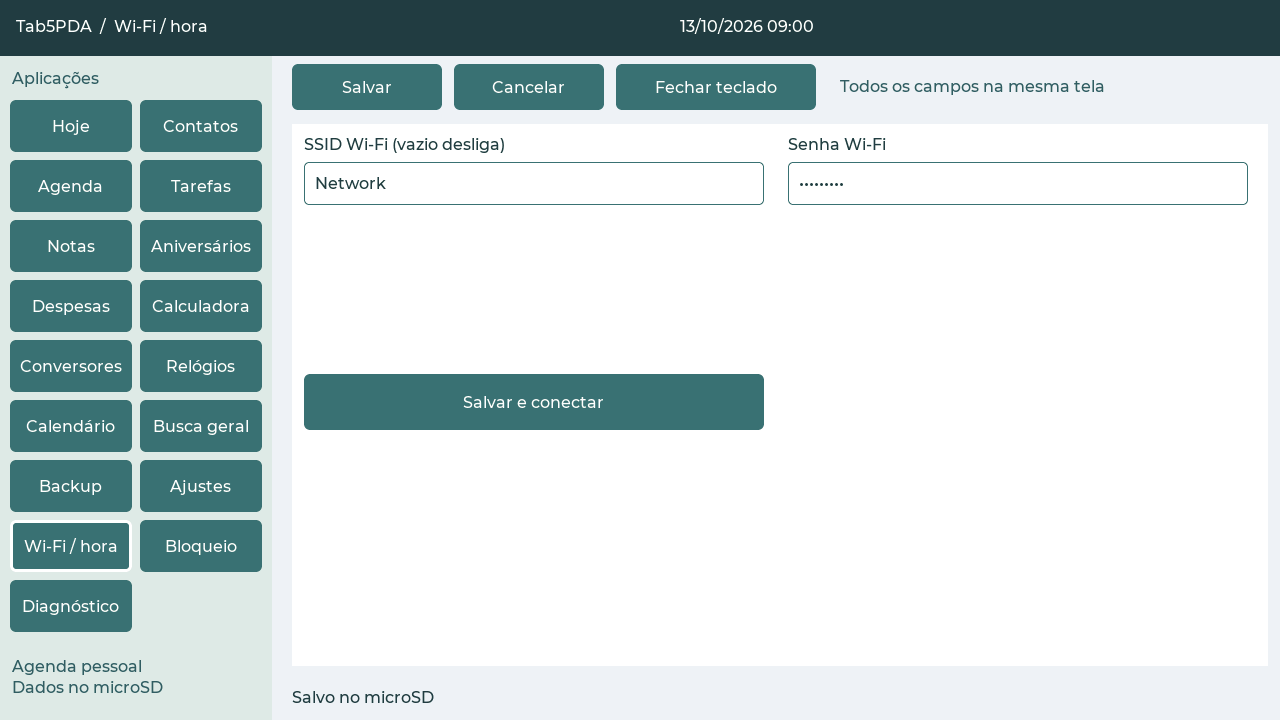 Tab5PDA / Wi-Fi / hora
13/10/2026 09:00
Aplicações
Hoje
Contatos
Agenda
Tarefas
Notas
Aniversários
Despesas
Calculadora
Conversores
Relógios
Calendário
Busca geral
Backup
Ajustes
Wi-Fi / hora
Bloqueio
Diagnóstico
Agenda pessoal
Dados no microSD
Salvar
Cancelar
Fechar teclado
Todos os campos na mesma tela
SSID Wi-Fi (vazio desliga)
Senha Wi-Fi
Network
•••••••••
Salvar e conectar
Salvo no microSD